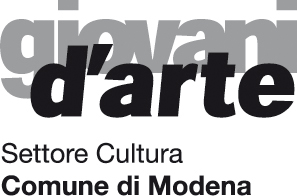 giovani
d'arte
Settore Cultura
Comune di Modena